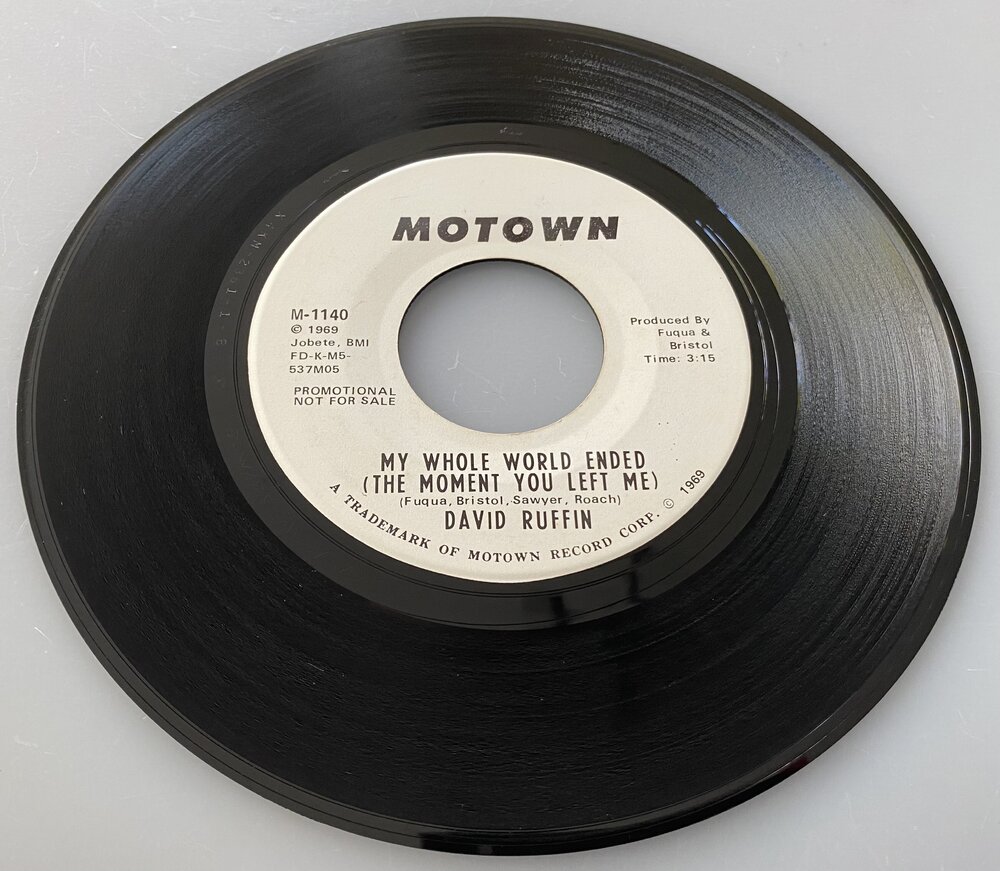 MOTOWN
M-1140
© 1969
Jobete, BMI
FD-K-M5-
537M05
PROMOTIONAL
NOT FOR SALE
Produced By
Fuqua &
Bristol
Time: 3:15
MY WHOLE WORLD ENDED
(THE MOMENT YOU LEFT ME)
(Fuqua, Bristol, Sawyer, Roach)
DAVID RUFFIN
A TRADEMARK OF MOTOWN RECORD CORP. © 1969